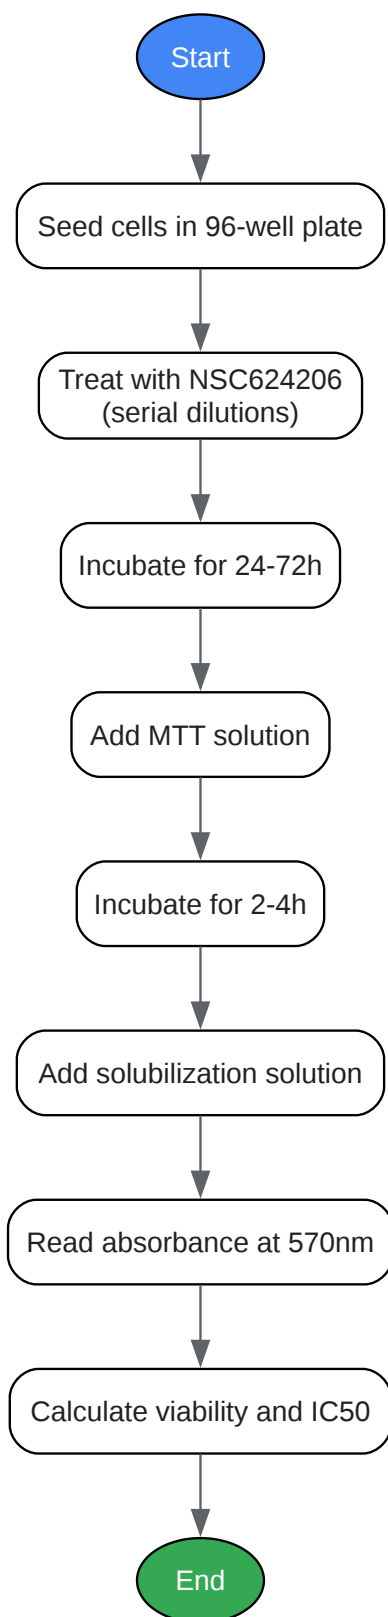 Start
Seed cells in 96-well plate
Treat with NSC624206
(serial dilutions)
Incubate for 24-72h
Add MTT solution
Incubate for 2-4h
Add solubilization solution
Read absorbance at 570nm
Calculate viability and IC50
End